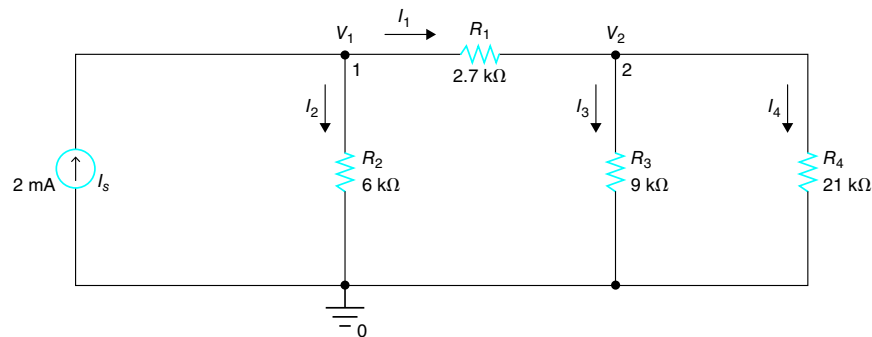 I1
V1
R1
V2
1
2.7 kΩ
2
I2
I3
I4
R2
6 kΩ
R3
9 kΩ
R4
21 kΩ
2 mA
Is
0